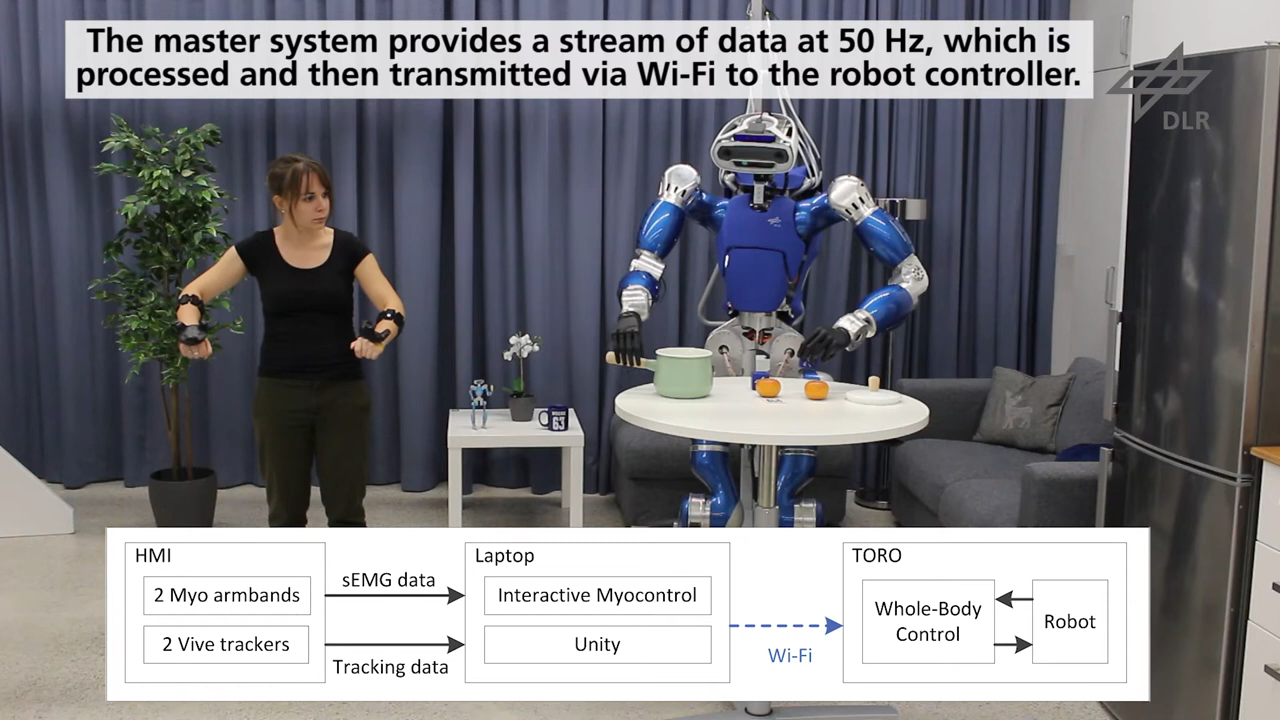 The master system provides a stream of data at 50 Hz, which is
processed and then transmitted via Wi-Fi to the robot controller.
DLR
63
HMI
2 Myo armbands
2 Vive trackers
sEMG data
Tracking data
Laptop
Interactive Myocontrol
Unity
Wi-Fi
TORO
Whole-Body
Control
Robot